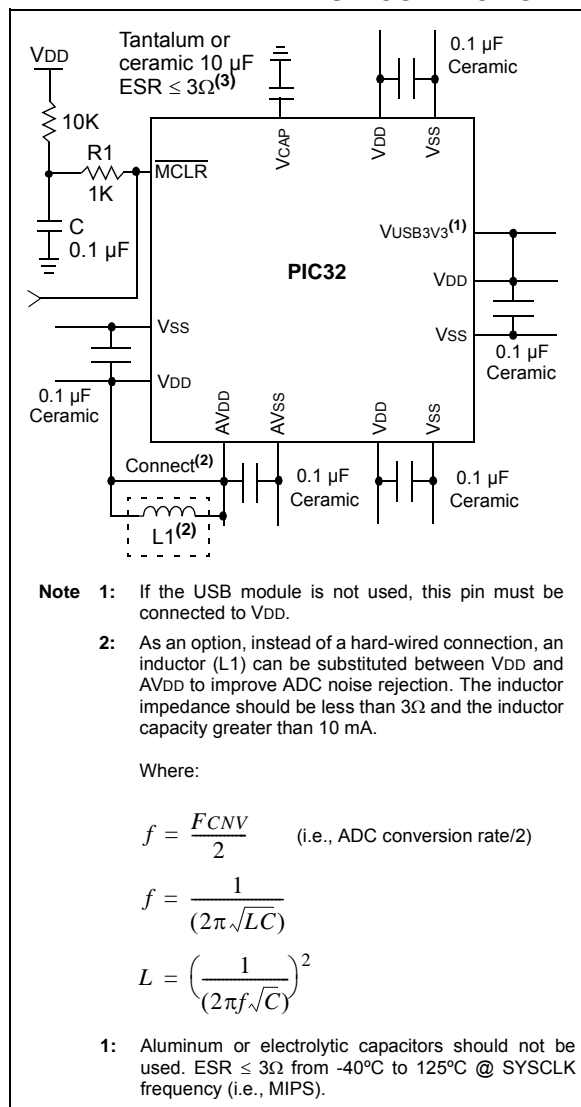 VDD
Tantalum or
ceramic 10 µF
ESR ≤ 3Ω(3)
0.1 µF
Ceramic
10K
R1
1K
C
0.1 µF
MCLR
VCAP
VDD
VSS
VUSB3V3(1)
PIC32
VDD
VSS
0.1 µF
Ceramic
VSS
VDD
0.1 µF
Ceramic
AVDD
AVSS
VDD
VSS
Connect(2)
0.1 µF
Ceramic
0.1 µF
Ceramic
L1(2)
Note 1: If the USB module is not used, this pin must be
connected to VDD.
2: As an option, instead of a hard-wired connection, an
inductor (L1) can be substituted between VDD and
AVDD to improve ADC noise rejection. The inductor
impedance should be less than 3Ω and the inductor
capacity greater than 10 mA.
Where:
f = FCNV / 2 (i.e., ADC conversion rate/2)
f = 1 / (2π√LC)
L = (1 / (2πf√C))²
1: Aluminum or electrolytic capacitors should not be
used. ESR ≤ 3Ω from -40ºC to 125ºC @ SYSCLK
frequency (i.e., MIPS).